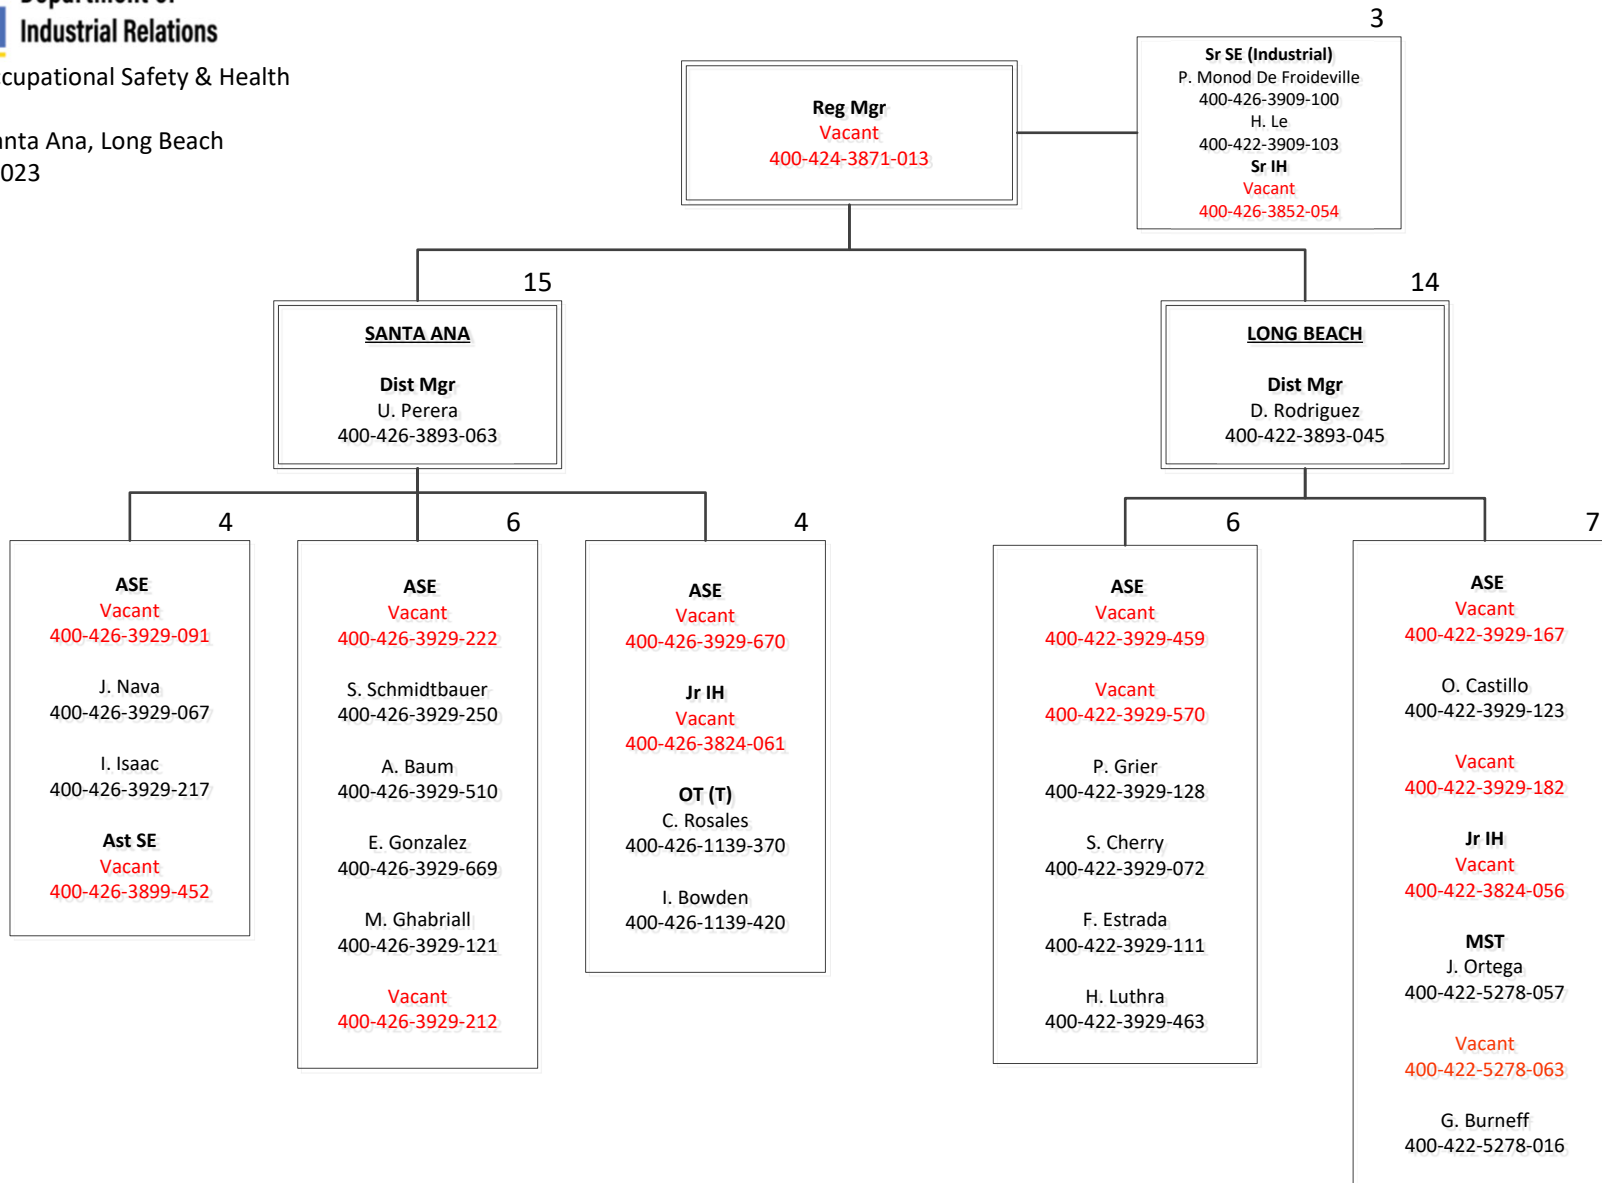 Industrial Relations
Occupational Safety & Health
Santa Ana, Long Beach
2023
3
Sr SE (Industrial)
P. Monod De Froideville
400-426-3909-100
H. Le
400-422-3909-103
Sr IH
Vacant
400-426-3852-054
Reg Mgr
Vacant
400-424-3871-013
15
SANTA ANA
Dist Mgr
U. Perera
400-426-3893-063
14
LONG BEACH
Dist Mgr
D. Rodriguez
400-422-3893-045
4
ASE
Vacant
400-426-3929-091
J. Nava
400-426-3929-067
I. Isaac
400-426-3929-217
Ast SE
Vacant
400-426-3899-452
6
ASE
Vacant
400-426-3929-222
S. Schmidtbauer
400-426-3929-250
A. Baum
400-426-3929-510
E. Gonzalez
400-426-3929-669
M. Ghabriall
400-426-3929-121
Vacant
400-426-3929-212
4
ASE
Vacant
400-426-3929-670
Jr IH
Vacant
400-426-3824-061
OT (T)
C. Rosales
400-426-1139-370
I. Bowden
400-426-1139-420
6
ASE
Vacant
400-422-3929-459
Vacant
400-422-3929-570
P. Grier
400-422-3929-128
S. Cherry
400-422-3929-072
F. Estrada
400-422-3929-111
H. Luthra
400-422-3929-463
7
ASE
Vacant
400-422-3929-167
O. Castillo
400-422-3929-123
Vacant
400-422-3929-182
Jr IH
Vacant
400-422-3824-056
MST
J. Ortega
400-422-5278-057
Vacant
400-422-5278-063
G. Burneff
400-422-5278-016